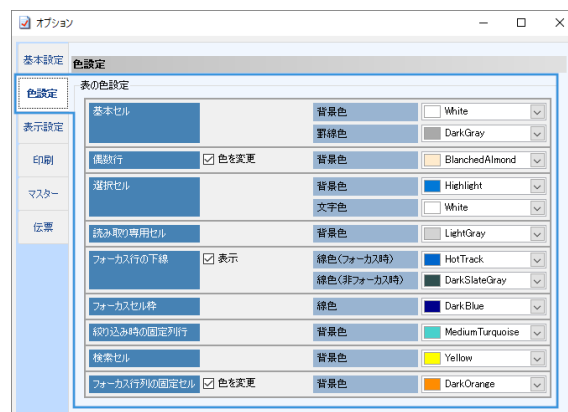 オプション
基本設定
色設定
表示設定
印刷
マスター
伝票
色設定
表の色設定
基本セル 背景色 White
罫線色 DarkGray
偶数行 色を変更 背景色 BlanchedAlmond
選択セル 背景色 Highlight
文字色 White
読み取り専用セル 背景色 LightGray
フォーカス行の下線 表示 線色(フォーカス時) HotTrack
線色(非フォーカス時) DarkSlateGray
フォーカスセル枠 線色 DarkBlue
絞り込み時の固定列行 背景色 MediumTurquoise
検索セル 背景色 Yellow
フォーカス行列の固定セル 色を変更 背景色 DarkOrange